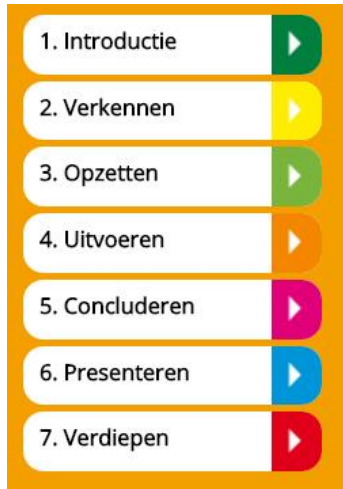 1. Introductie
2. Verkennen
3. Opzetten
4. Uitvoeren
5. Concluderen
6. Presenteren
7. Verdiepen